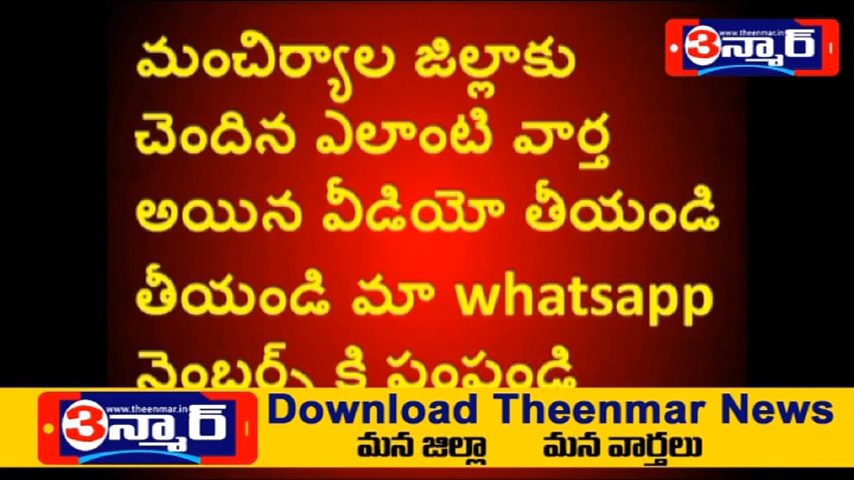 www.theenmar.in
3న్మార్
మంచిర్యాల జిల్లాకు
చెందిన ఎలాంటి వార్త
అయిన వీడియో తీయండి
తీయండి మా whatsapp
నెంబర్స్ కి పంపండి
www.theenmar.in
3న్మార్
Download Theenmar News
మన జిల్లా మన వార్తలు